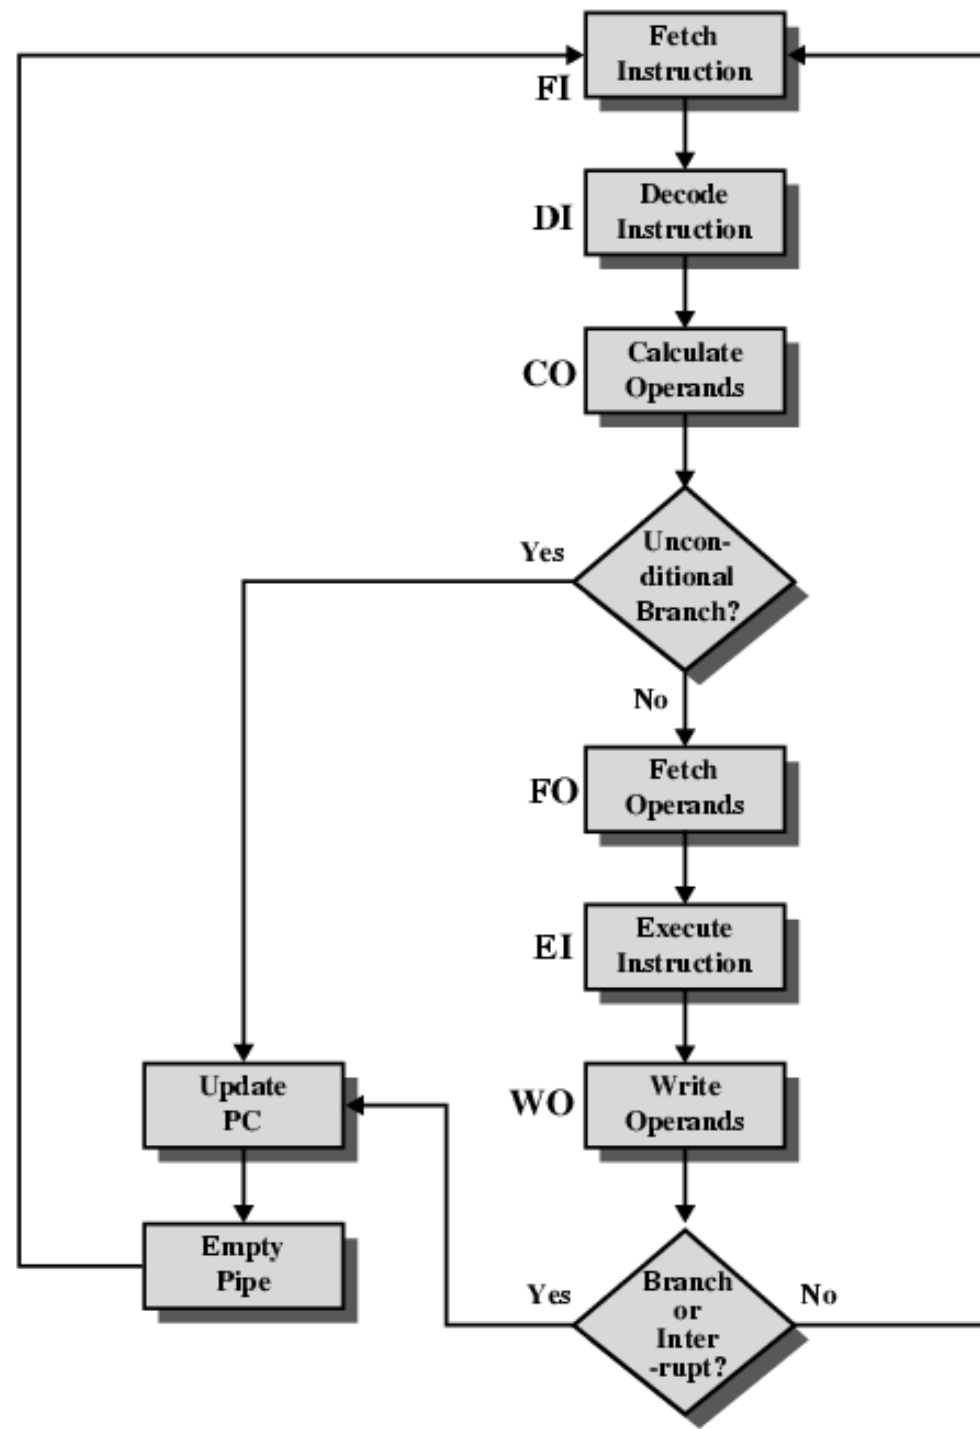 Fetch
Instruction
FI
Decode
Instruction
DI
Calculate
Operands
CO
Uncon-
ditional
Branch?
Yes
No
Fetch
Operands
FO
Execute
Instruction
EI
Write
Operands
WO
Update
PC
Empty
Pipe
Branch
or
Inter
-rupt?
Yes
No